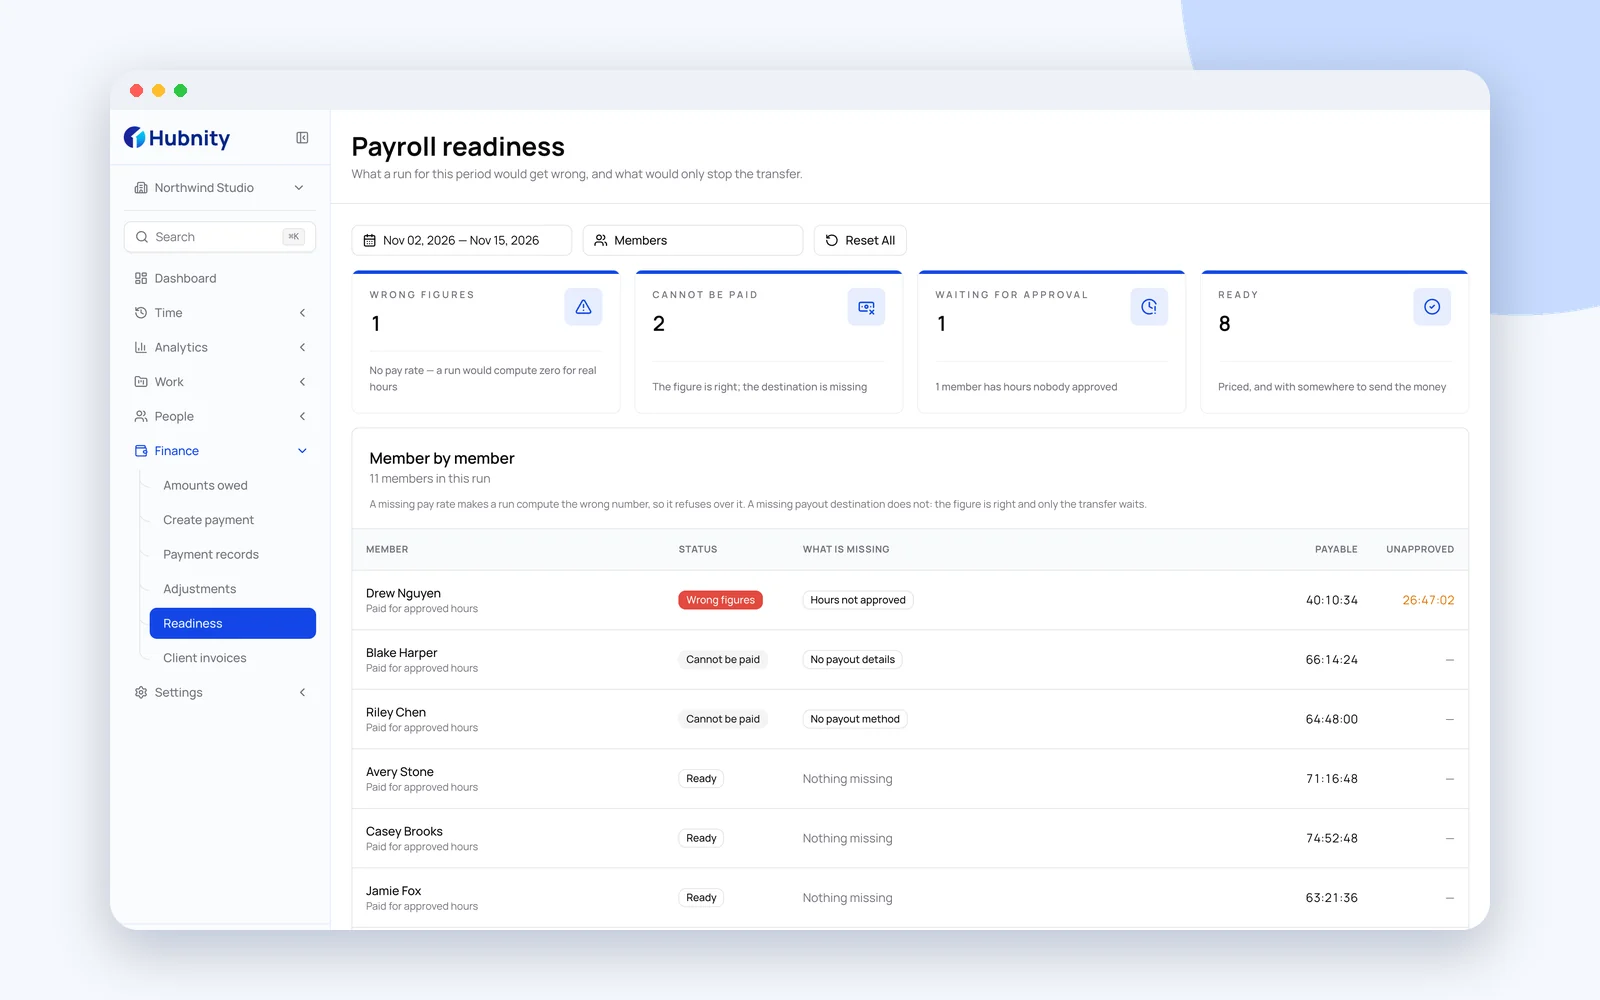 Hubnity
Northwind Studio
Search
⌘K
Dashboard
Time
Analytics
Work
People
Finance
Amounts owed
Create payment
Payment records
Adjustments
Readiness
Client invoices
Settings
Payroll readiness
What a run for this period would get wrong, and what would only stop the transfer.
Nov 02, 2026 — Nov 15, 2026
Members
Reset All
WRONG FIGURES
1
No pay rate — a run would compute zero for real
hours
CANNOT BE PAID
2
The figure is right; the destination is missing
WAITING FOR APPROVAL
1
1 member has hours nobody approved
READY
8
Priced, and with somewhere to send the money
Member by member
11 members in this run
A missing pay rate makes a run compute the wrong number, so it refuses over it. A missing payout destination does not: the figure is right and only the transfer waits.
MEMBER STATUS WHAT IS MISSING PAYABLE UNAPPROVED
Drew Nguyen
Paid for approved hours
Wrong figures
Hours not approved
40:10:34
26:47:02
Blake Harper
Paid for approved hours
Cannot be paid
No payout details
66:14:24
—
Riley Chen
Paid for approved hours
Cannot be paid
No payout method
64:48:00
—
Avery Stone
Paid for approved hours
Ready
Nothing missing
71:16:48
—
Casey Brooks
Paid for approved hours
Ready
Nothing missing
74:52:48
—
Jamie Fox
Paid for approved hours
Ready
Nothing missing
63:21:36
—